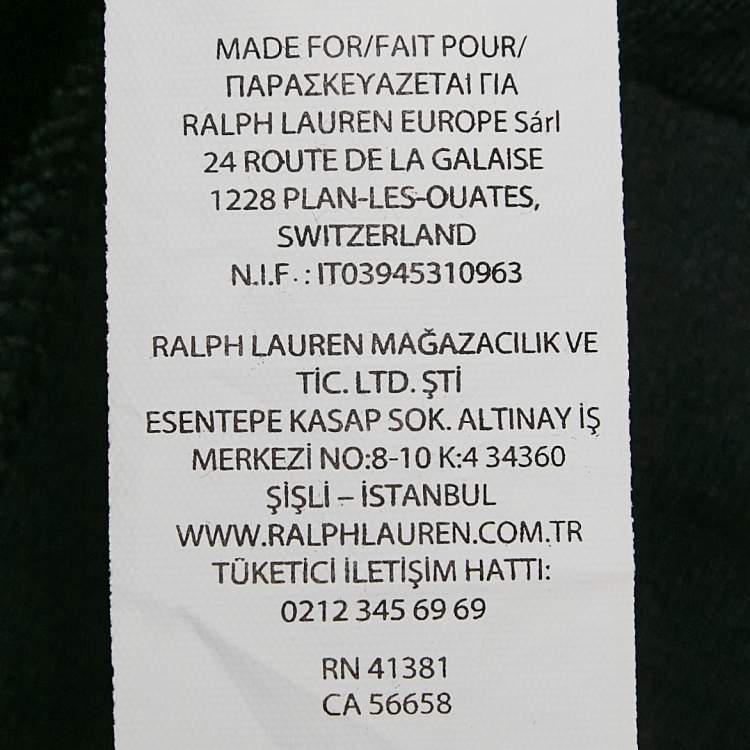 MADE FOR/FAIT POUR/
ΠΑΡΑΣΚΕΥΑΖΕΤΑΙ ΓΙΑ
RALPH LAUREN EUROPE Sárl
24 ROUTE DE LA GALAISE
1228 PLAN-LES-OUATES,
SWITZERLAND
N.I.F. : IT03945310963
RALPH LAUREN MAĞAZACILIK VE
TİC. LTD. ŞTİ
ESENTEPE KASAP SOK. ALTINAY İŞ
MERKEZİ NO:8-10 K:4 34360
ŞİŞLİ – İSTANBUL
WWW.RALPHLAUREN.COM.TR
TÜKETİCİ İLETİŞİM HATTI:
0212 345 69 69
RN 41381
CA 56658